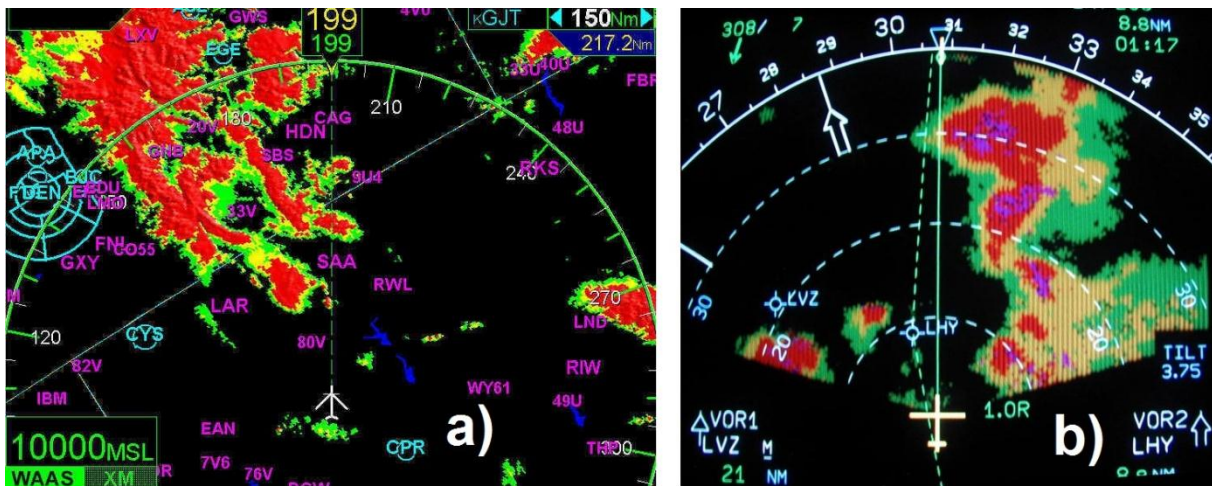 LXV
GWS
199
199
KGJT
150Nm
217.2Nm
EGE
33U
40U
FBR
210
48U
180
CAG
HDN
20V
GNB
SBS
9U4
RKS
240
APA
BJC
DEN
33V
FNL
CO55
GXY
SAA
RWL
270
LND
LAR
120
CYS
80V
82V
RIW
WY61
IBM
49U
10000MSL
EAN
a)
CPR
300
7V6
76V
WAAS
XM
308/ 7
8.8NM
01:17
27
28
29
30
31
32
33
34
35
30
LVZ
LHY
30
20
20
TILT
3.75
1.0R
VOR1
LVZ M
21 NM
VOR2
LHY
8.8NM
b)